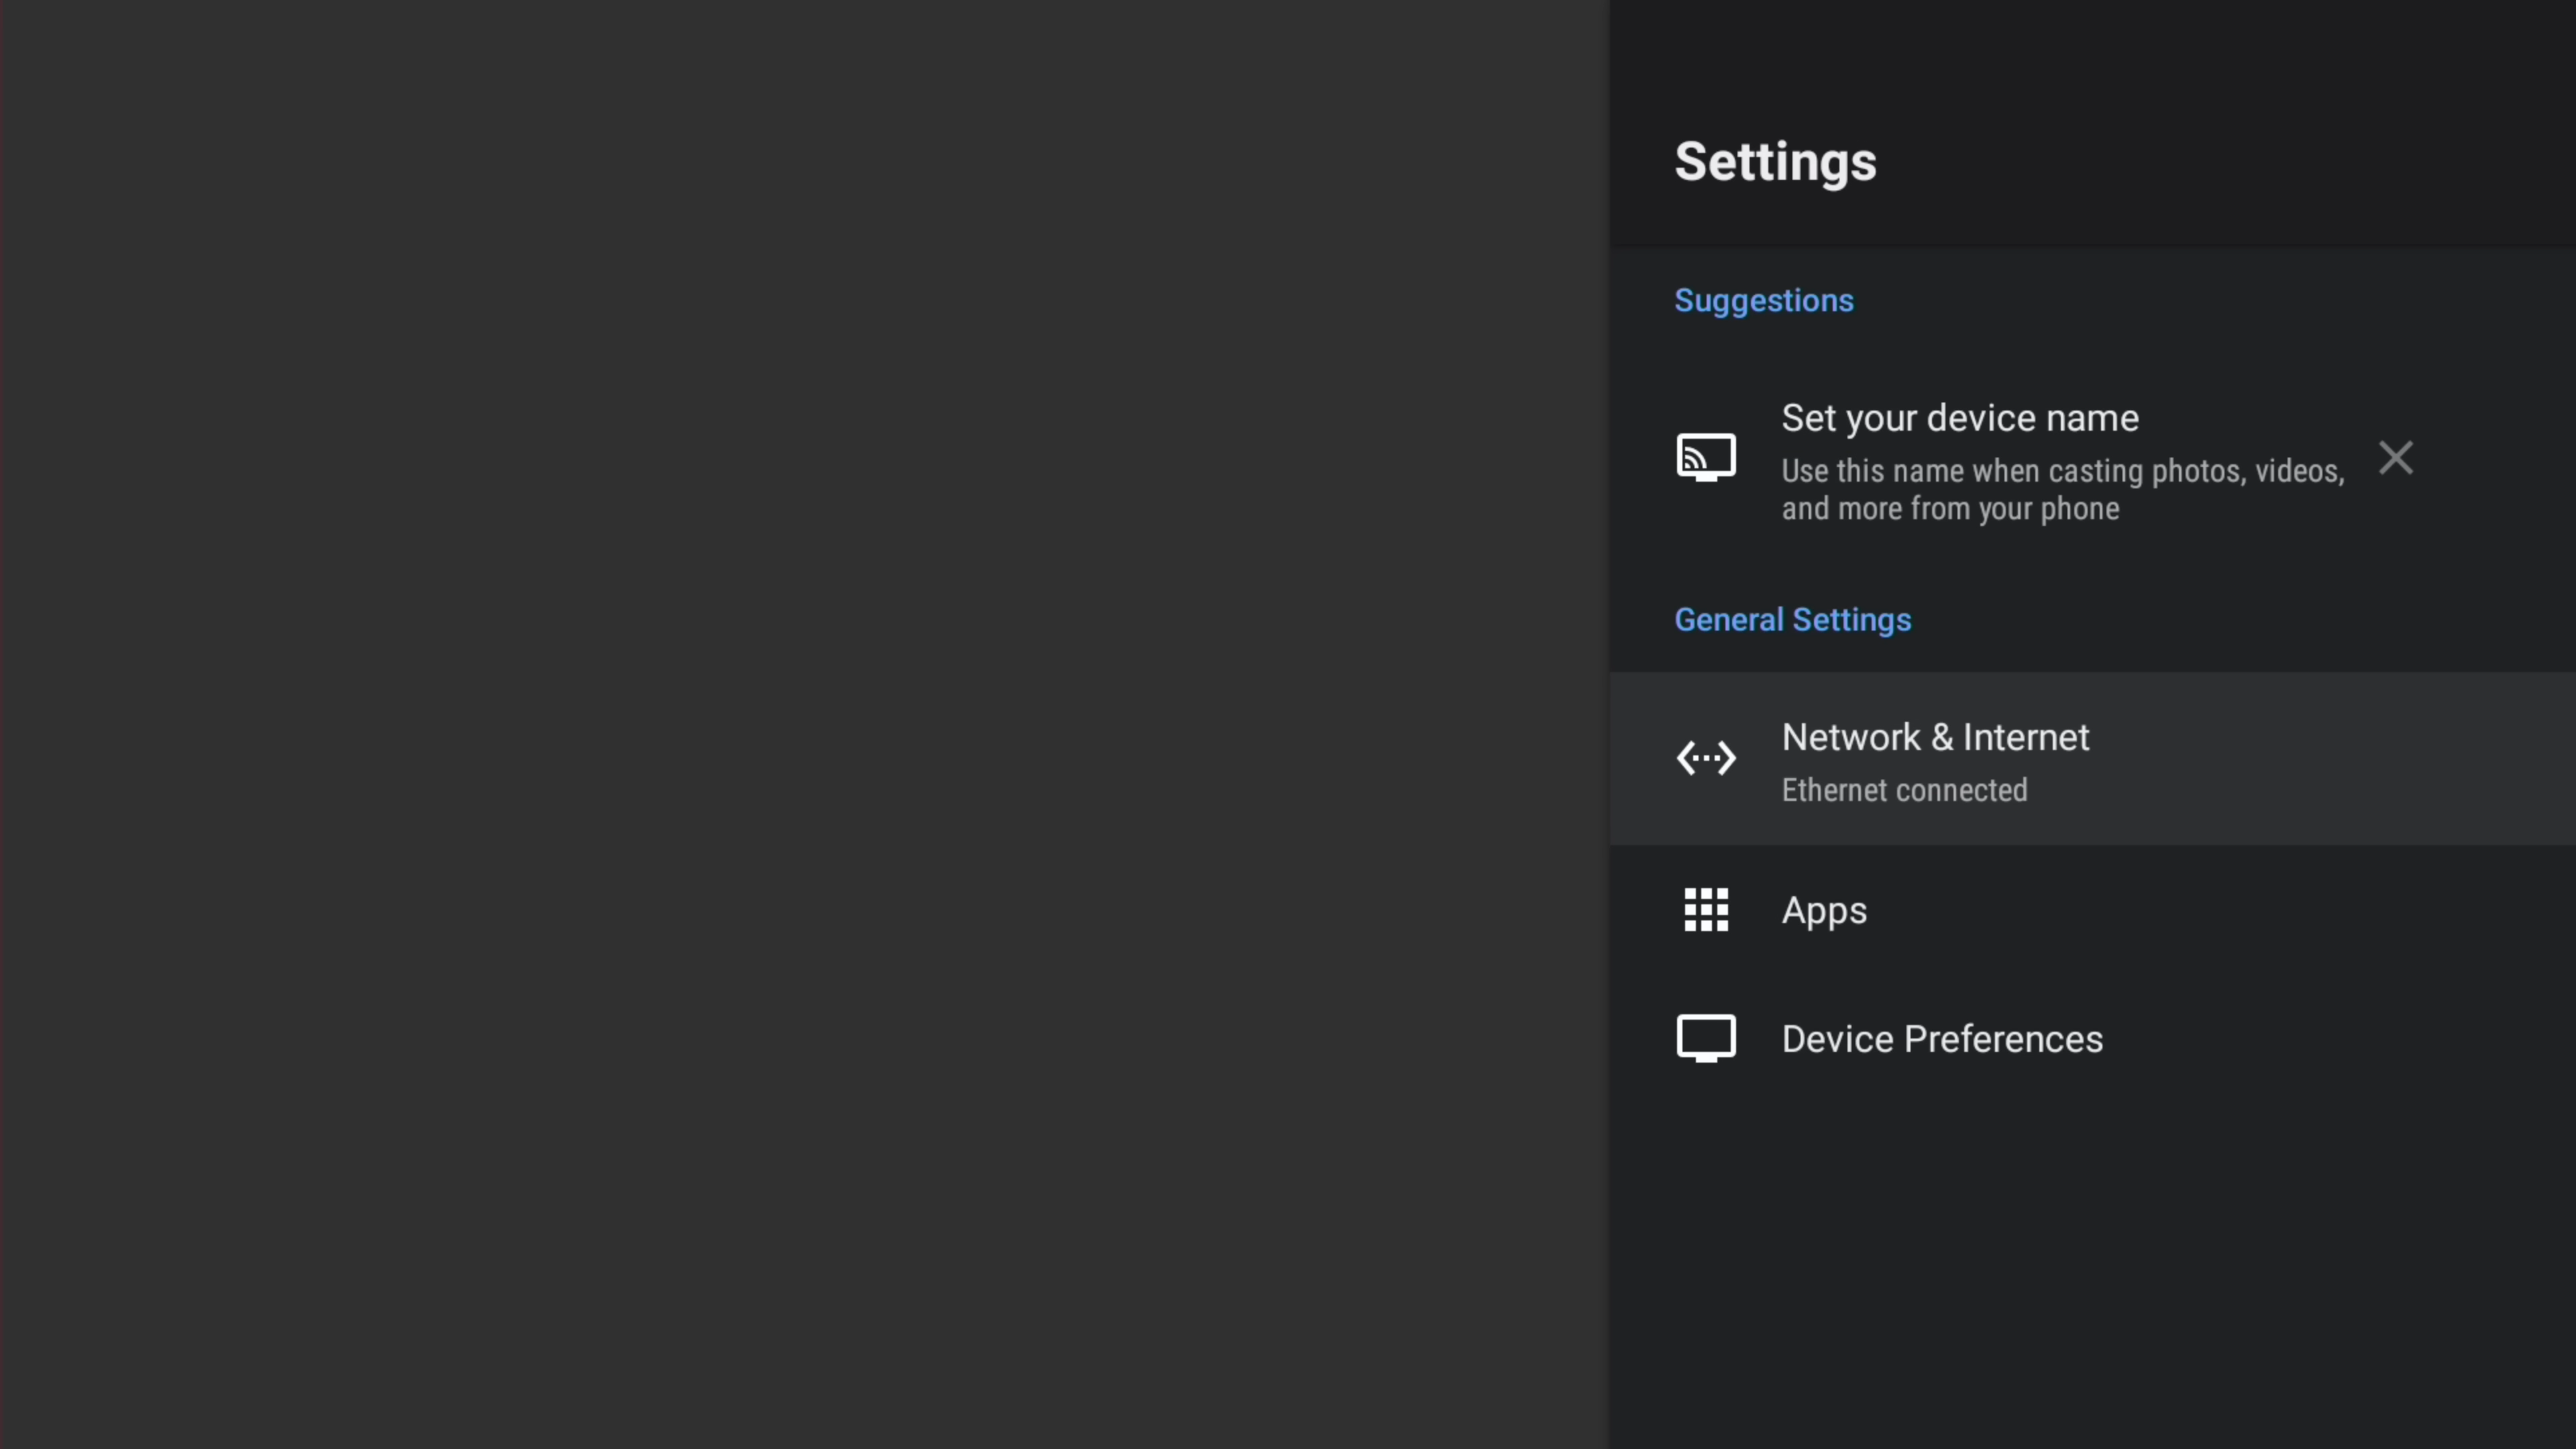 Settings
Suggestions
Set your device name
Use this name when casting photos, videos,
and more from your phone
General Settings
Network & Internet
Ethernet connected
Apps
Device Preferences